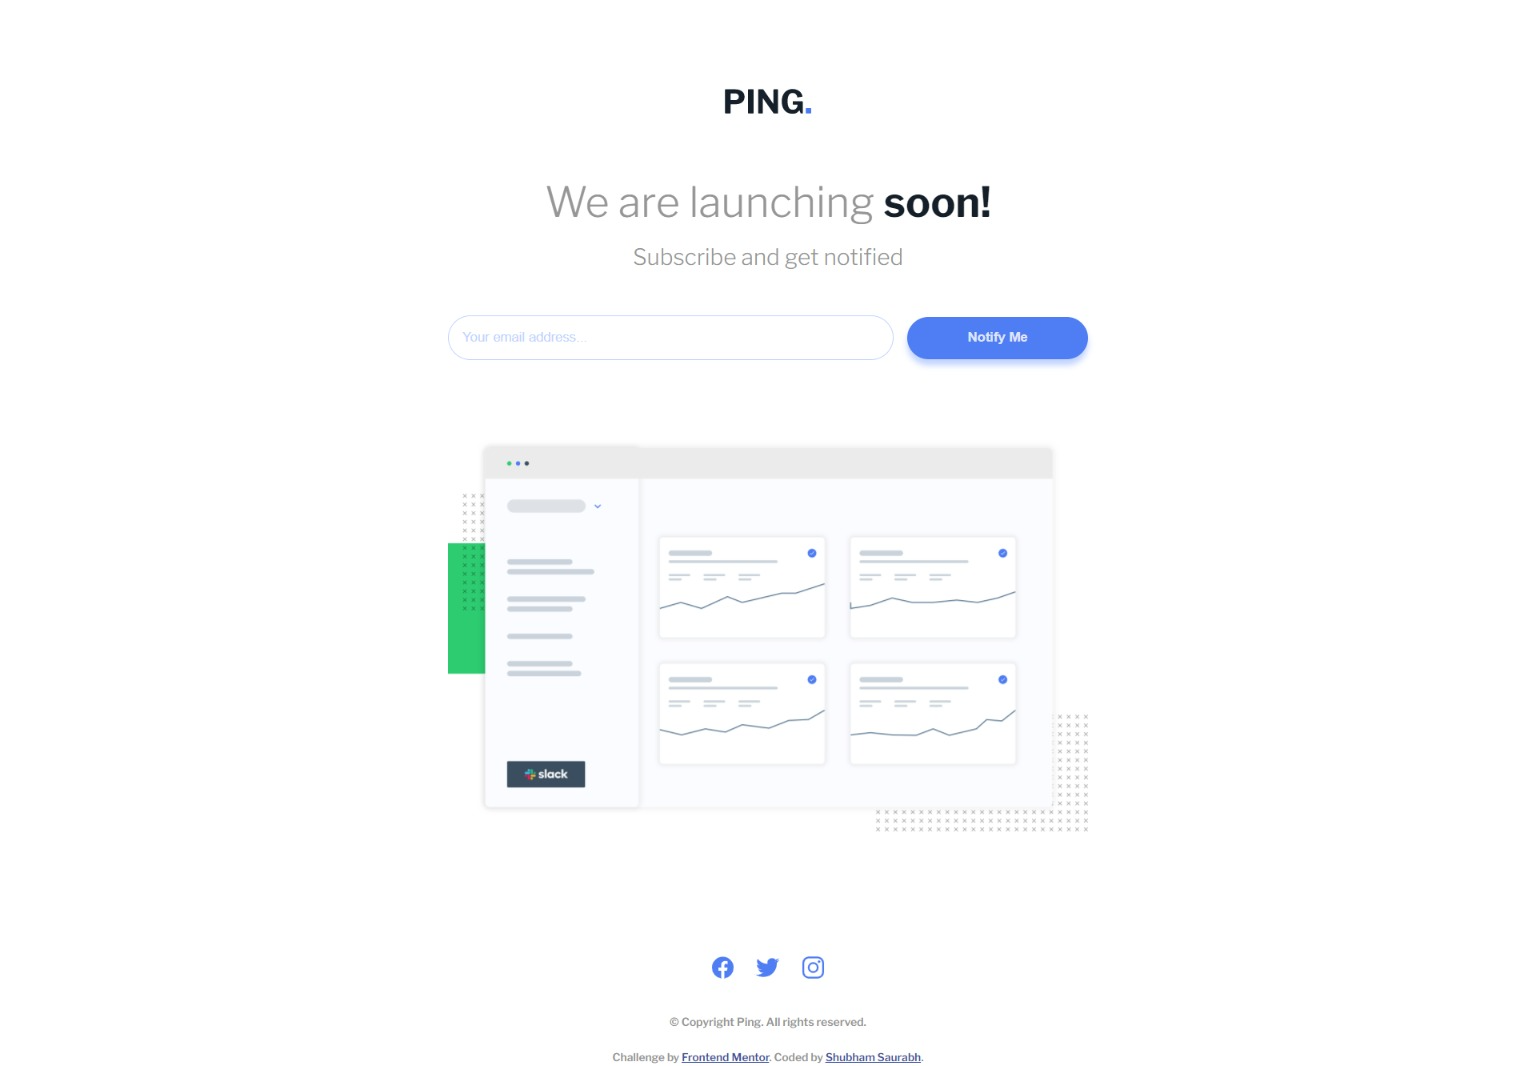 PING.
We are launching soon!
Subscribe and get notified
Your email address...
Notify Me
slack
© Copyright Ping. All rights reserved.
Challenge by Frontend Mentor. Coded by Shubham Saurabh.